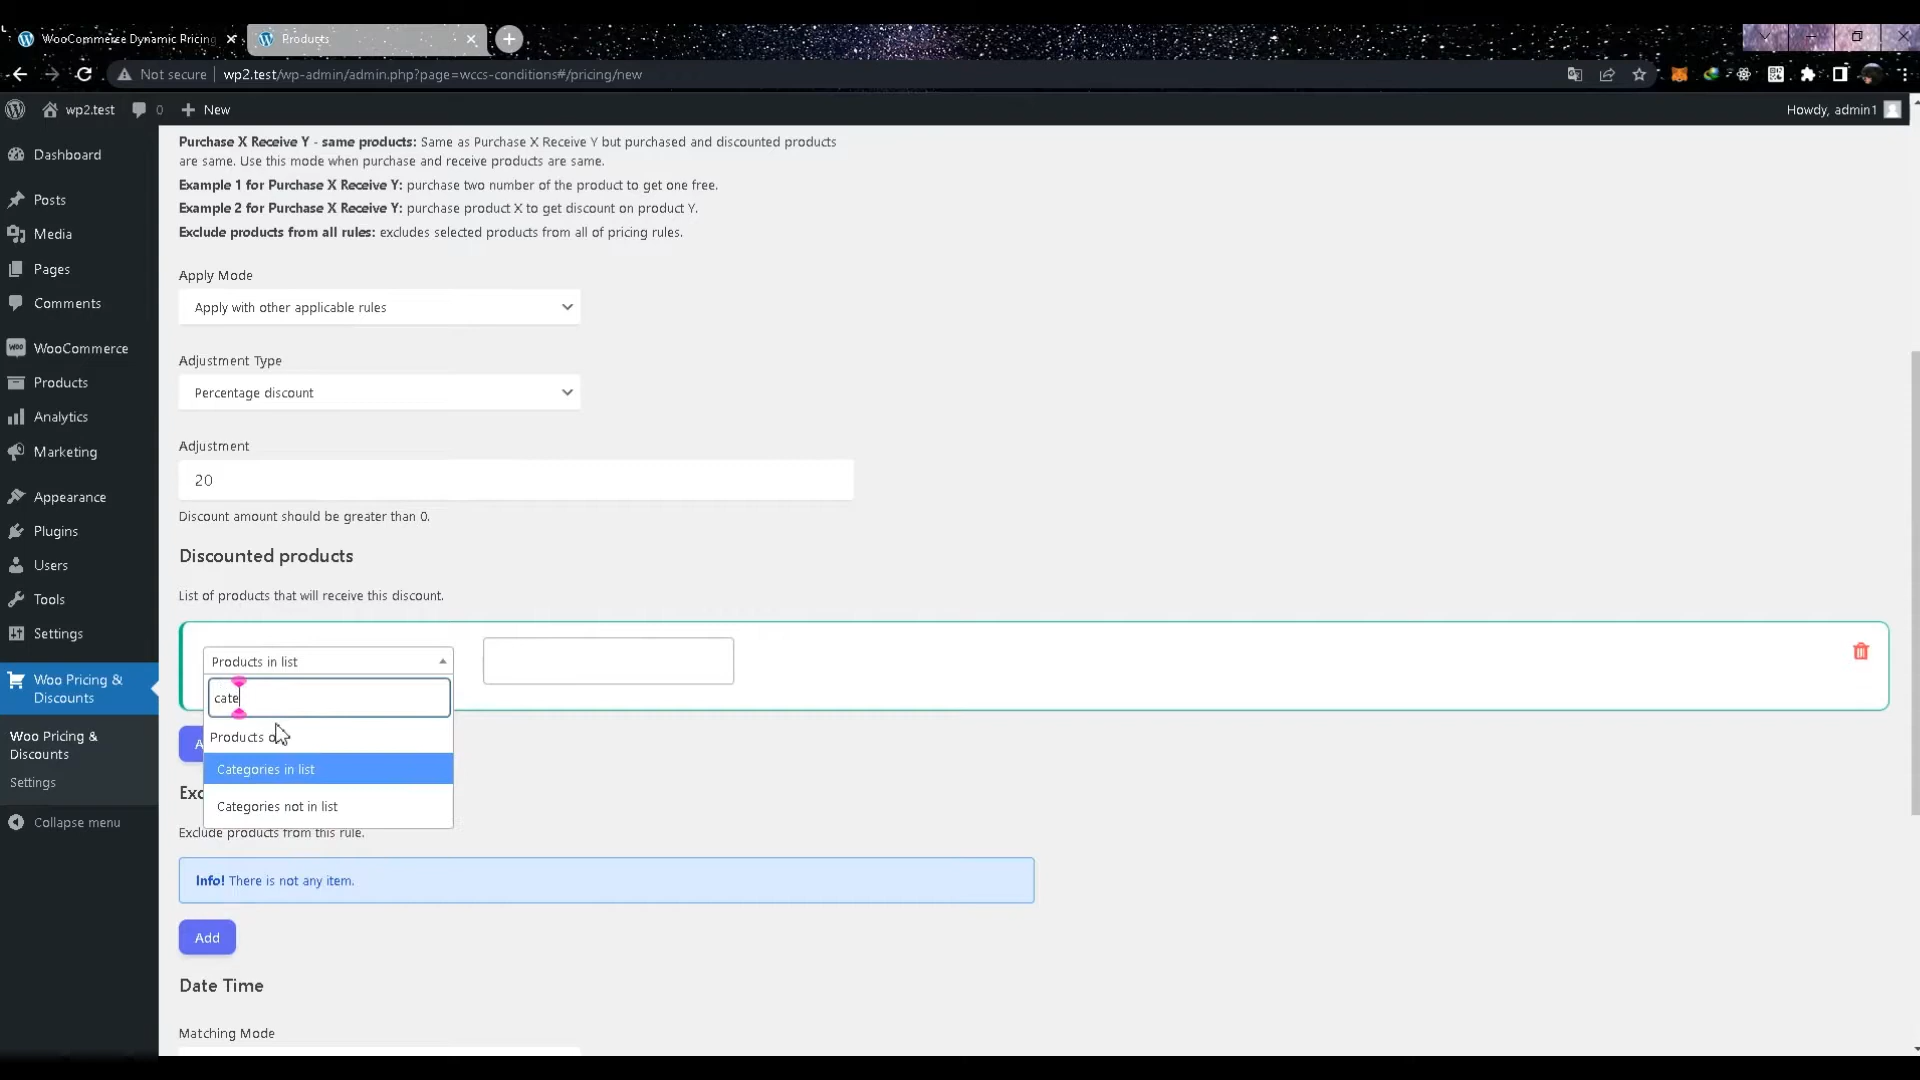 WooCommerce Dynamic Pricing
Products
Not secure
wp2.test/wp-admin/admin.php?page=wccs-conditions#/pricing/new
wp2.test
0
New
Howdy, admin1
Dashboard
Posts
Media
Pages
Comments
WooCommerce
Products
Analytics
Marketing
Appearance
Plugins
Users
Tools
Settings
Woo Pricing &
Discounts
Woo Pricing &
Discounts
Settings
Collapse menu
Purchase X Receive Y - same products: Same as Purchase X Receive Y but purchased and discounted products
are same. Use this mode when purchase and receive products are same.
Example 1 for Purchase X Receive Y: purchase two number of the product to get one free.
Example 2 for Purchase X Receive Y: purchase product X to get discount on product Y.
Exclude products from all rules: excludes selected products from all of pricing rules.
Apply Mode
Apply with other applicable rules
Adjustment Type
Percentage discount
Adjustment
20
Discount amount should be greater than 0.
Discounted products
List of products that will receive this discount.
Products in list
cate
Products
Categories in list
Categories not in list
Exclude products from this rule.
Info! There is not any item.
Add
Date Time
Matching Mode